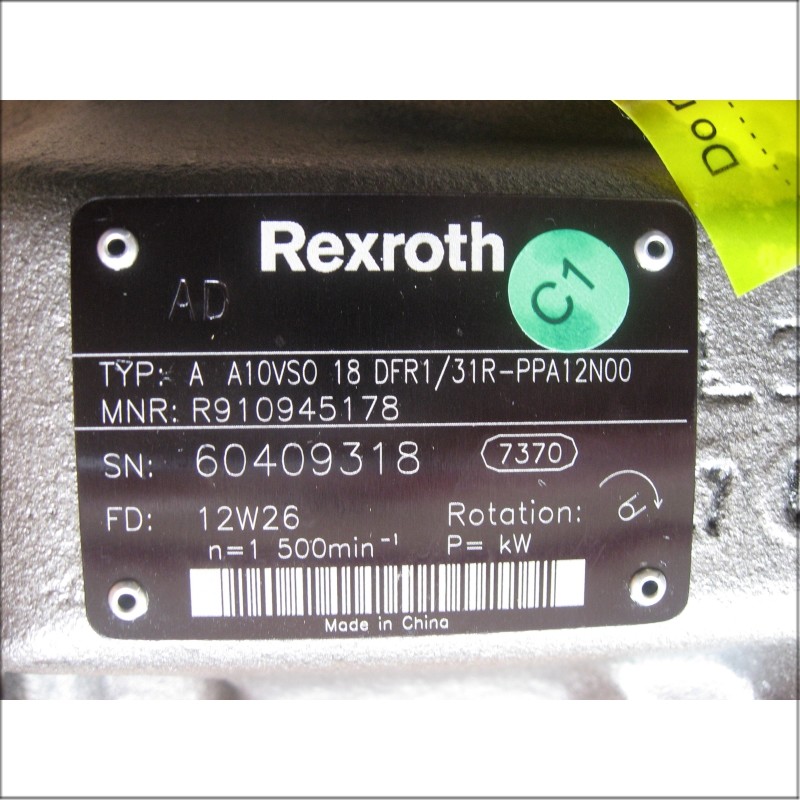 Rexroth
AD
C1
TYP: A A10VSO 18 DFR1/31R-PPA12N00
MNR: R910945178
SN: 60409318 7370
FD: 12W26 Rotation:
n=1 500min⁻¹ P= kW
Made in China